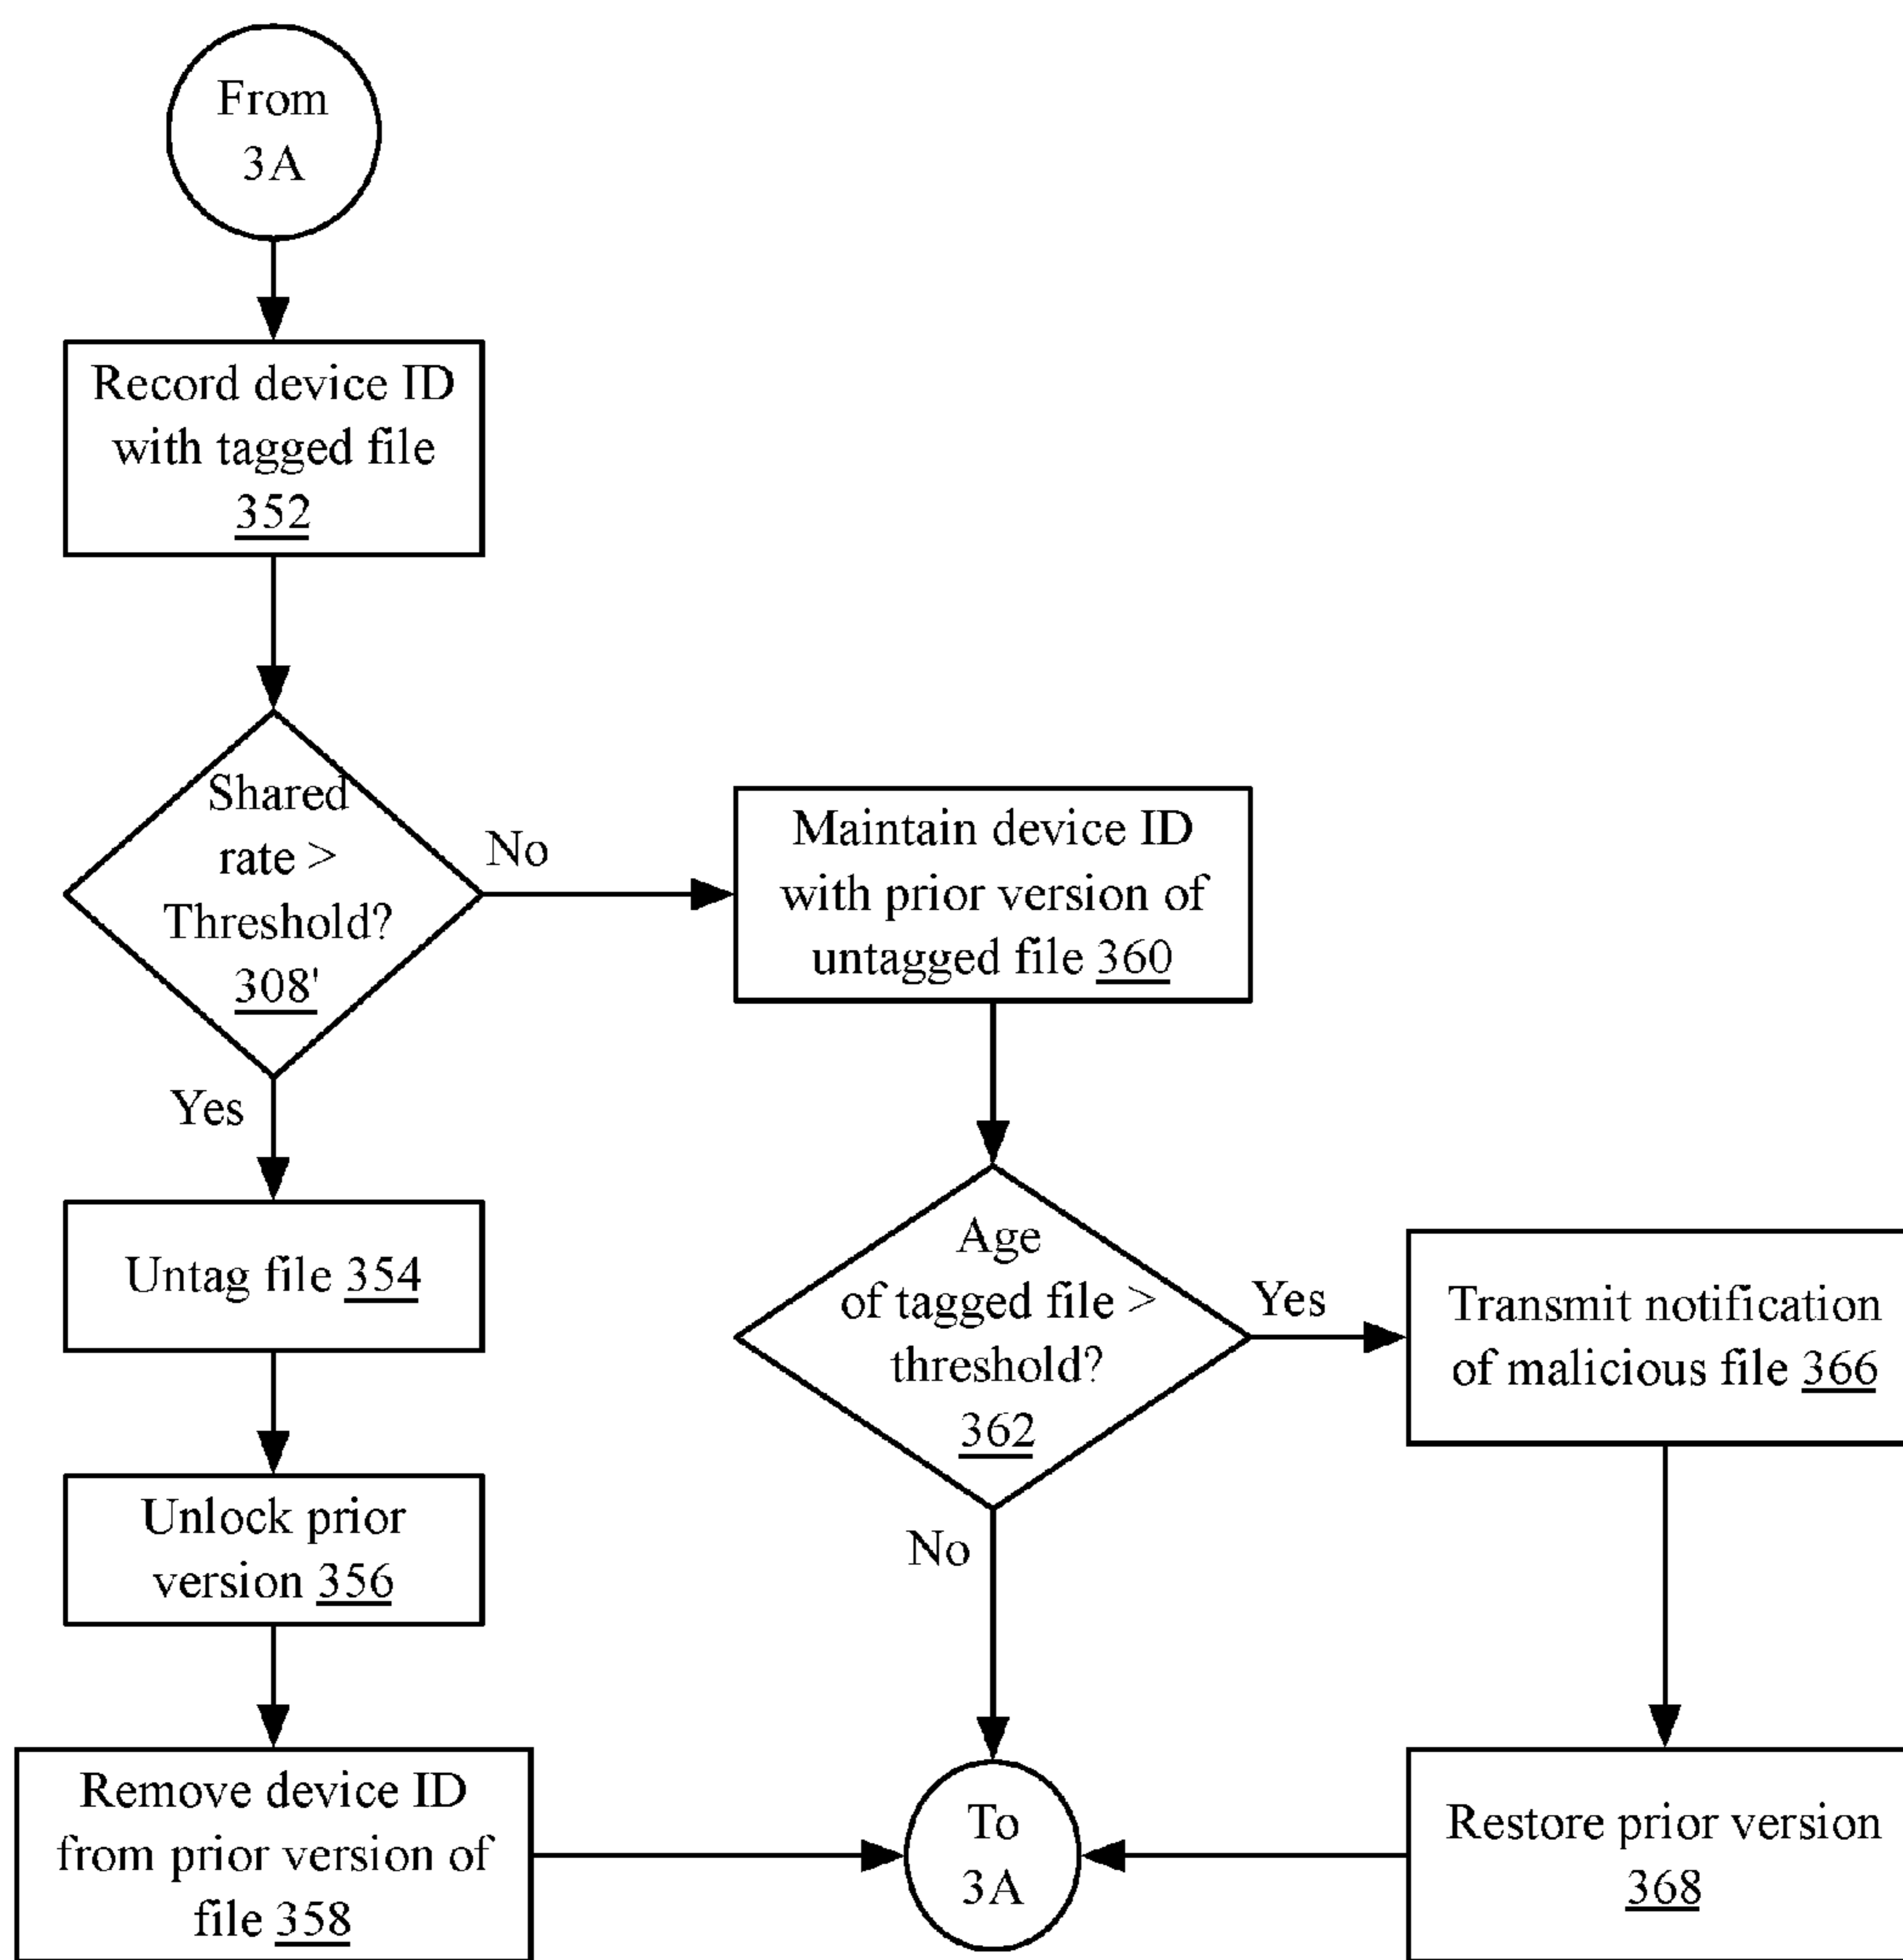 From
3A
Record device ID
with tagged file
352
Shared
rate >
Threshold?
308'
No
Yes
Maintain device ID
with prior version of
untagged file 360
Untag file 354
Age
of tagged file >
threshold?
362
Yes
No
Transmit notification
of malicious file 366
Unlock prior
version 356
Remove device ID
from prior version of
file 358
To
3A
Restore prior version
368